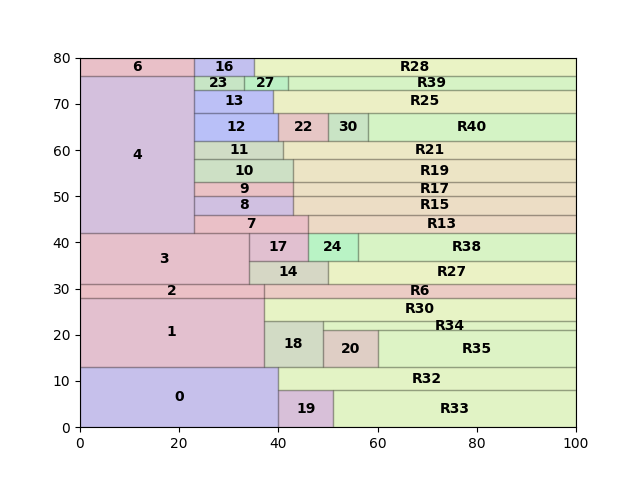 80
6 16 R28
23 27 R39
70
13 R25
12 22 30 R40
60
11 R21
4
10 R19
50
9 R17
8 R15
7 R13
40
17 24 R38
3
14 R27
30
2 R6
R30
20
R34
1 18 20 R35
10
R32
0
19 R33
0
0 20 40 60 80 100